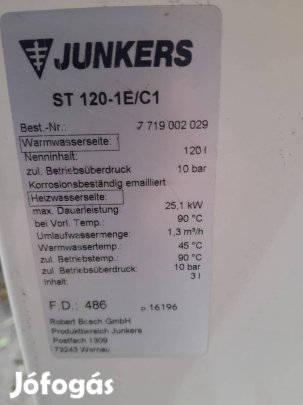 JUNKERS
ST 120-1E/C1
Best.-Nr.: 7 719 002 029
Warmwasserseite:
Nenninhalt: 120 l
zul. Betriebsüberdruck 10 bar
Korrosionsbeständig emailliert
Heizwasserseite:
max. Dauerleistung: 25,1 kW
bei Vorl. Temp.: 90 °C
Umlaufwassermenge: 1,3 m³/h
Warmwassertemp.: 45 °C
zul. Betriebstemp.: 90 °C
zul. Betriebsüberdruck: 10 bar
Inhalt: 3 l
F.D.: 486 p 16196
Robert Bosch GmbH
Produktbereich Junkers
Postfach 1309
73243 Wernau
Jófogás